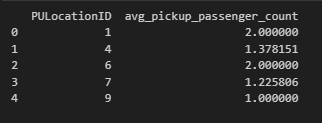 PULocationID avg_pickup_passenger_count
0 1 2.000000
1 4 1.378151
2 6 2.000000
3 7 1.225806
4 9 1.000000